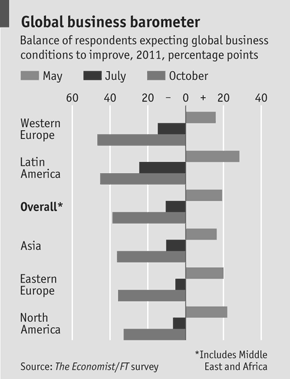 Global business barometer
Balance of respondents expecting global business
conditions to improve, 2011, percentage points
May July October
60 40 20 – 0 + 20 40
Western
Europe
Latin
America
Overall*
Asia
Eastern
Europe
North
America
*Includes Middle
East and Africa
Source: The Economist/FT survey